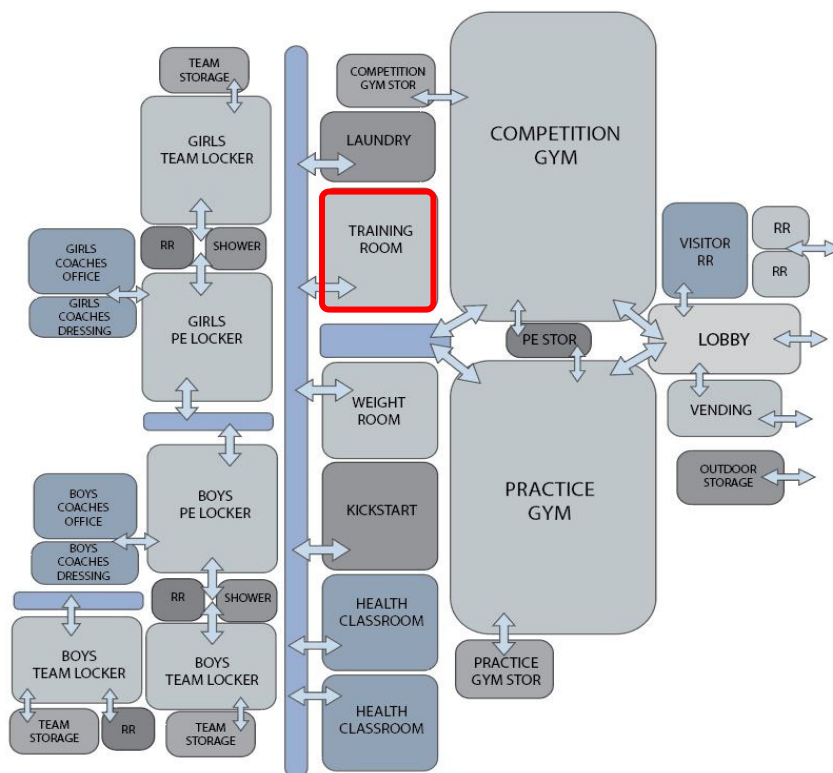 TEAM
STORAGE
GIRLS
TEAM LOCKER
RR
SHOWER
GIRLS
COACHES
OFFICE
GIRLS
COACHES
DRESSING
GIRLS
PE LOCKER
BOYS
PE LOCKER
BOYS
COACHES
OFFICE
BOYS
COACHES
DRESSING
RR
SHOWER
BOYS
TEAM LOCKER
BOYS
TEAM LOCKER
TEAM
STORAGE
RR
TEAM
STORAGE
COMPETITION
GYM STOR
LAUNDRY
TRAINING
ROOM
WEIGHT
ROOM
KICKSTART
HEALTH
CLASSROOM
HEALTH
CLASSROOM
COMPETITION
GYM
PE STOR
PRACTICE
GYM
PRACTICE
GYM STOR
VISITOR
RR
RR
RR
LOBBY
VENDING
OUTDOOR
STORAGE